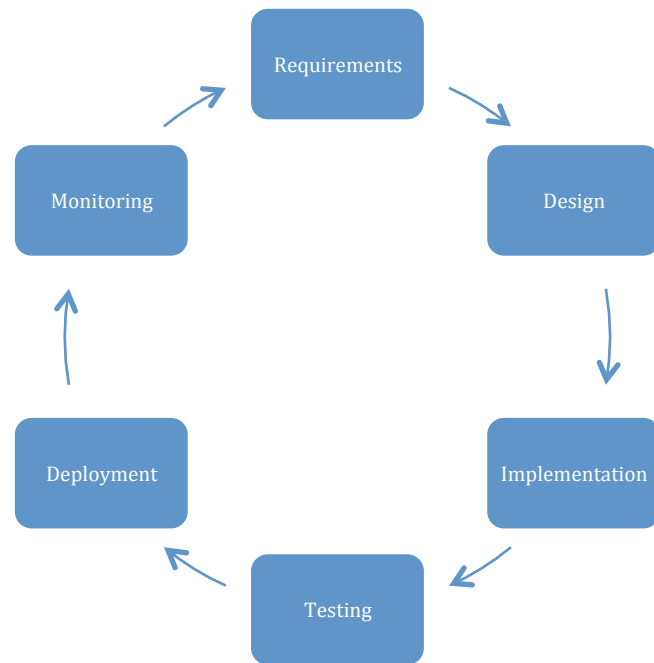 Requirements
Design
Implementation
Testing
Deployment
Monitoring